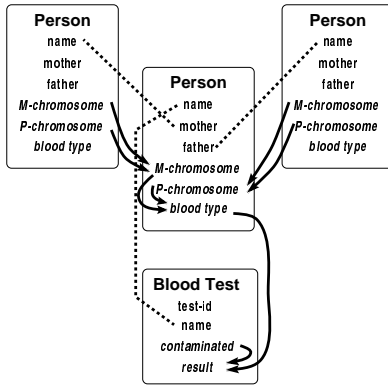 Person
name
mother
father
M-chromosome
P-chromosome
blood type
Person
name
mother
father
M-chromosome
P-chromosome
blood type
Person
name
mother
father
M-chromosome
P-chromosome
blood type
Blood Test
test-id
name
contaminated
result